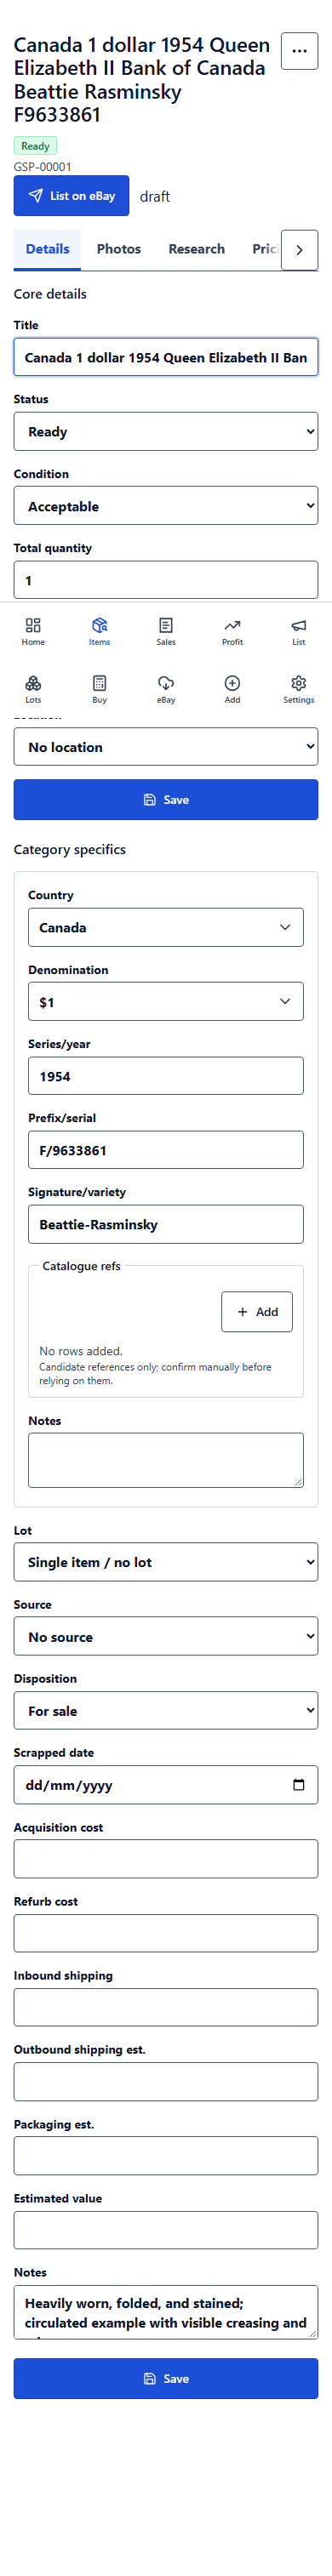 Canada 1 dollar 1954 Queen
Elizabeth II Bank of Canada
Beattie Rasminsky
F9633861
Ready
GSP-00001
List on eBay draft
Details Photos Research
Core details
Title
Canada 1 dollar 1954 Queen Elizabeth II Ban
Status
Ready
Condition
Acceptable
Total quantity
1
Home Items Sales Profit List
Lots Buy eBay Add Settings
No location
Save
Category specifics
Country
Canada
Denomination
$1
Series/year
1954
Prefix/serial
F/9633861
Signature/variety
Beattie-Rasminsky
Catalogue refs
+ Add
No rows added.
Candidate references only; confirm manually before
relying on them.
Notes
Lot
Single item / no lot
Source
No source
Disposition
For sale
Scrapped date
dd/mm/yyyy
Acquisition cost
Refurb cost
Inbound shipping
Outbound shipping est.
Packaging est.
Estimated value
Notes
Heavily worn, folded, and stained;
circulated example with visible creasing and
Save